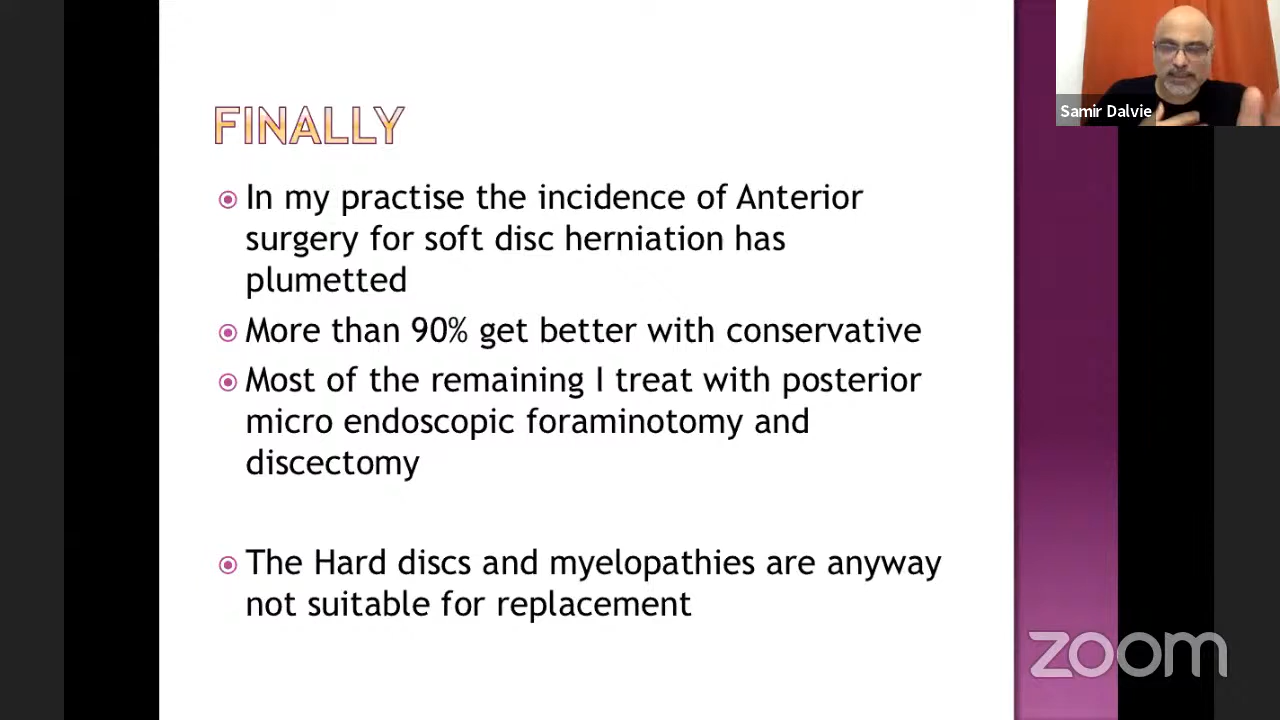 FINALLY
In my practise the incidence of Anterior
surgery for soft disc herniation has
plumetted
More than 90% get better with conservative
Most of the remaining I treat with posterior
micro endoscopic foraminotomy and
discectomy
The Hard discs and myelopathies are anyway
not suitable for replacement
Samir Dalvie
zoom